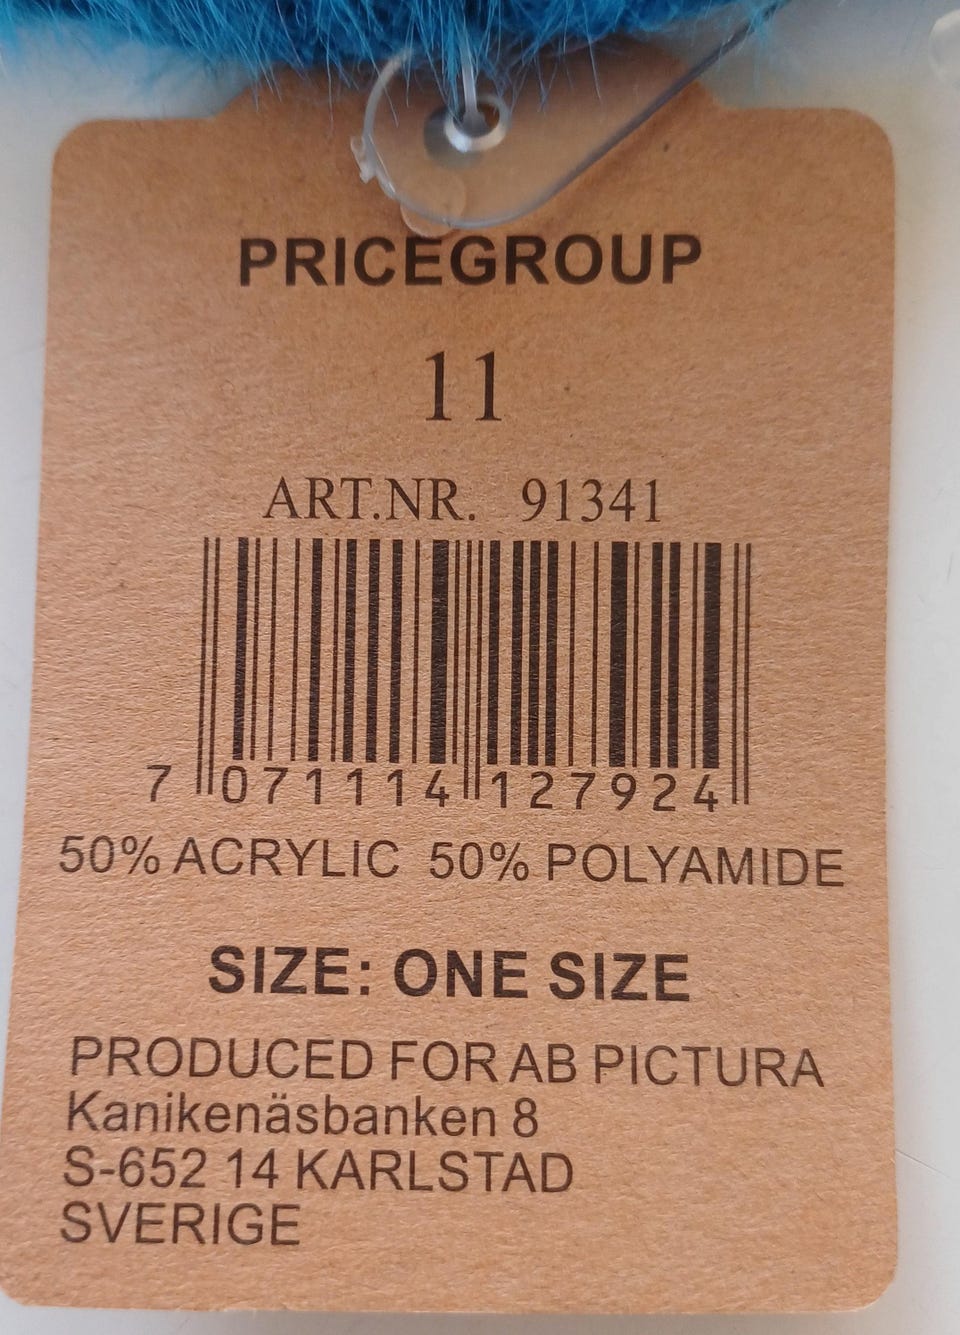 PRICEGROUP
11
ART.NR. 91341
7 071114 127924
50% ACRYLIC 50% POLYAMIDE
SIZE: ONE SIZE
PRODUCED FOR AB PICTURA
Kanikenäsbanken 8
S-652 14 KARLSTAD
SVERIGE